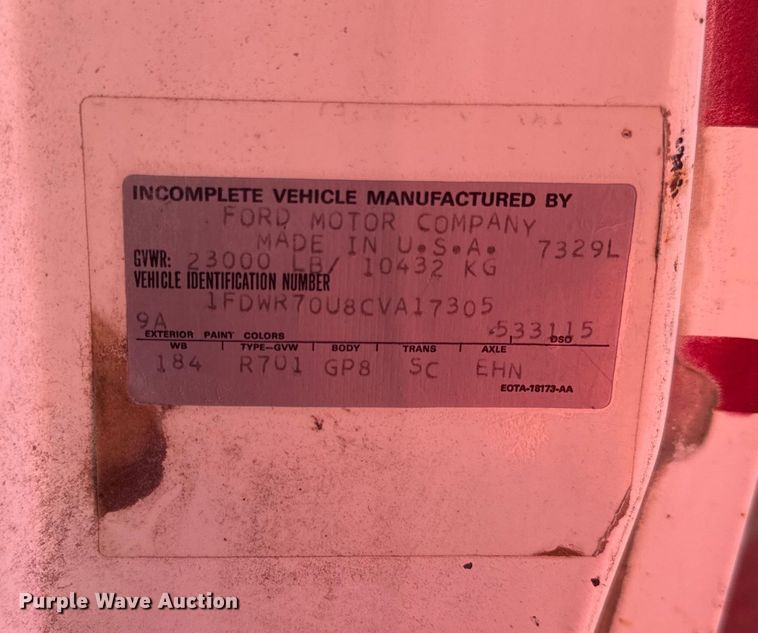 INCOMPLETE VEHICLE MANUFACTURED BY
FORD MOTOR COMPANY
MADE IN U.S.A. 7329L
GVWR: 23000 LB/ 10432 KG
VEHICLE IDENTIFICATION NUMBER
1FDWR70U8CVA17305
9A 533115
EXTERIOR PAINT COLORS DSO
WB TYPE-GVW BODY TRANS AXLE
184 R701 GP8 5C EHN
EOTA-18173-AA
Purple Wave Auction